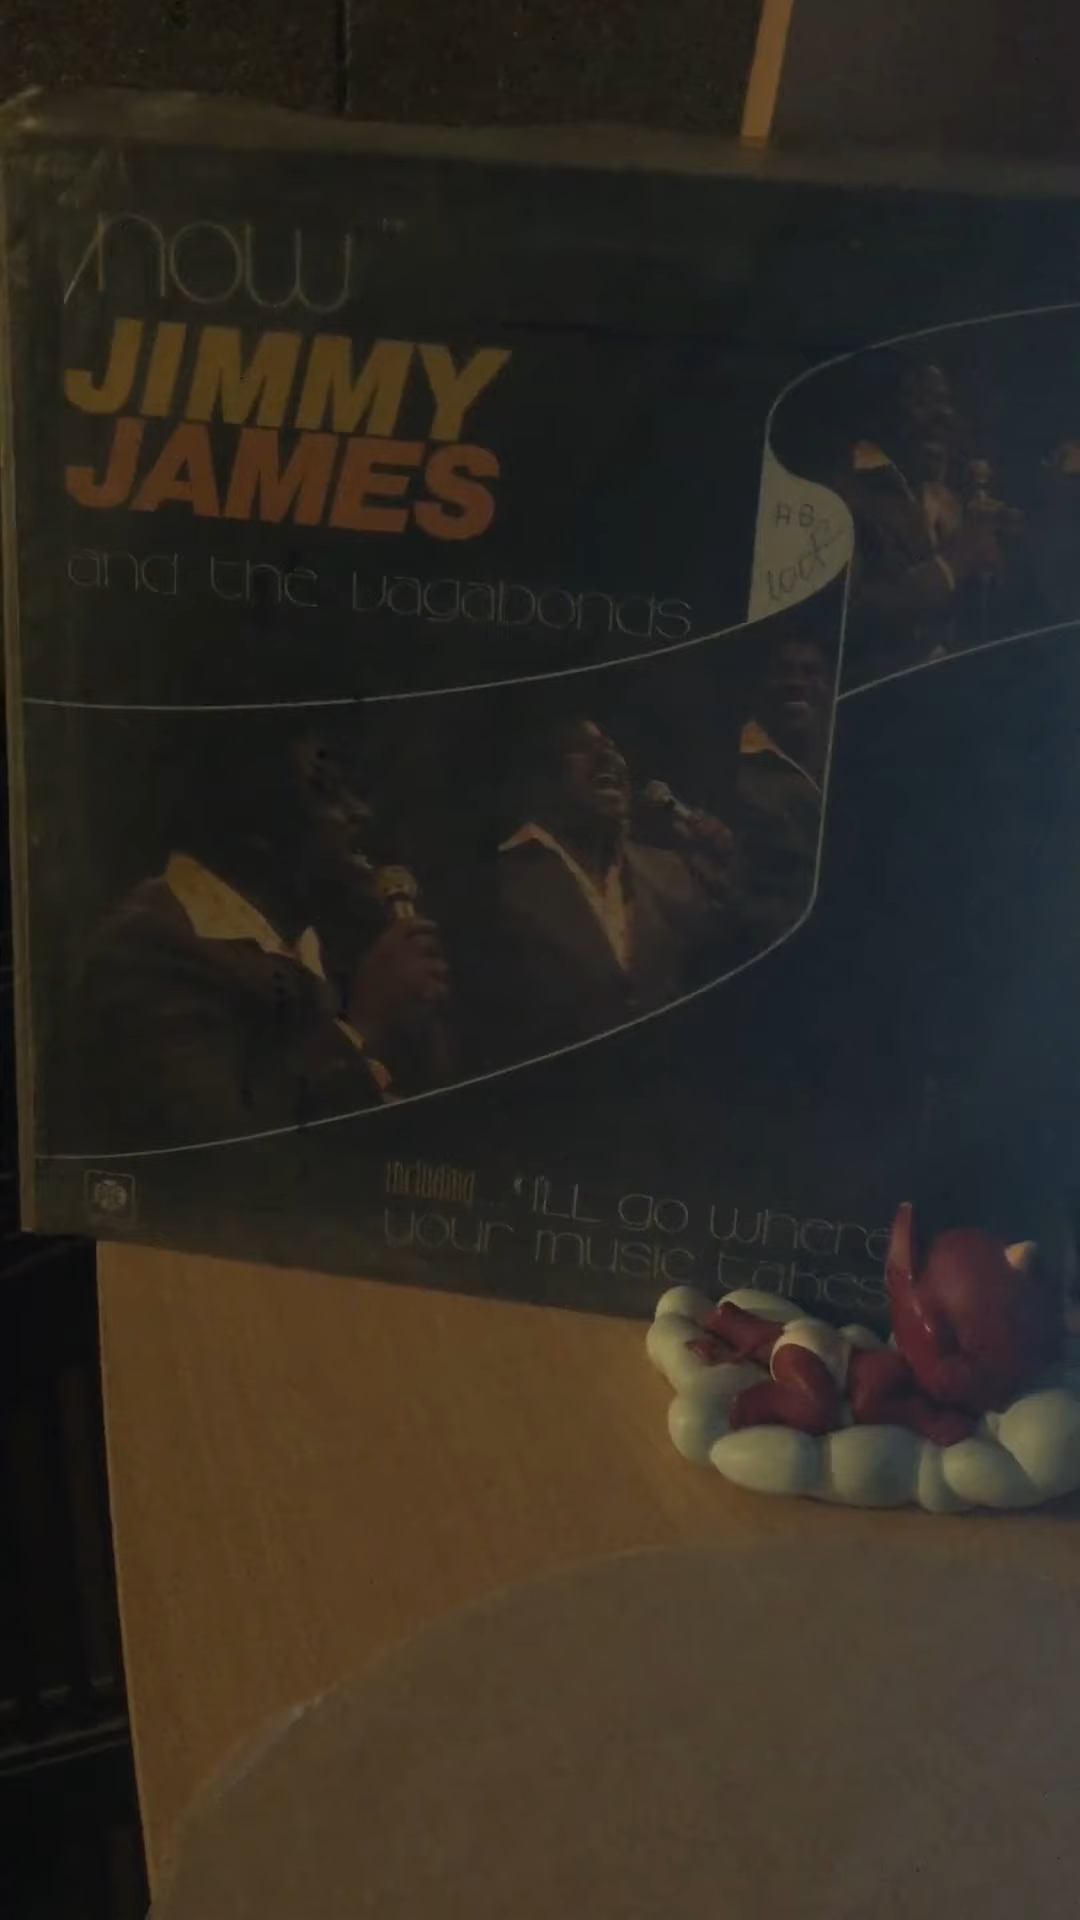 now
JIMMY
JAMES
and the vagabonds
including... "I'LL go where
your music takes